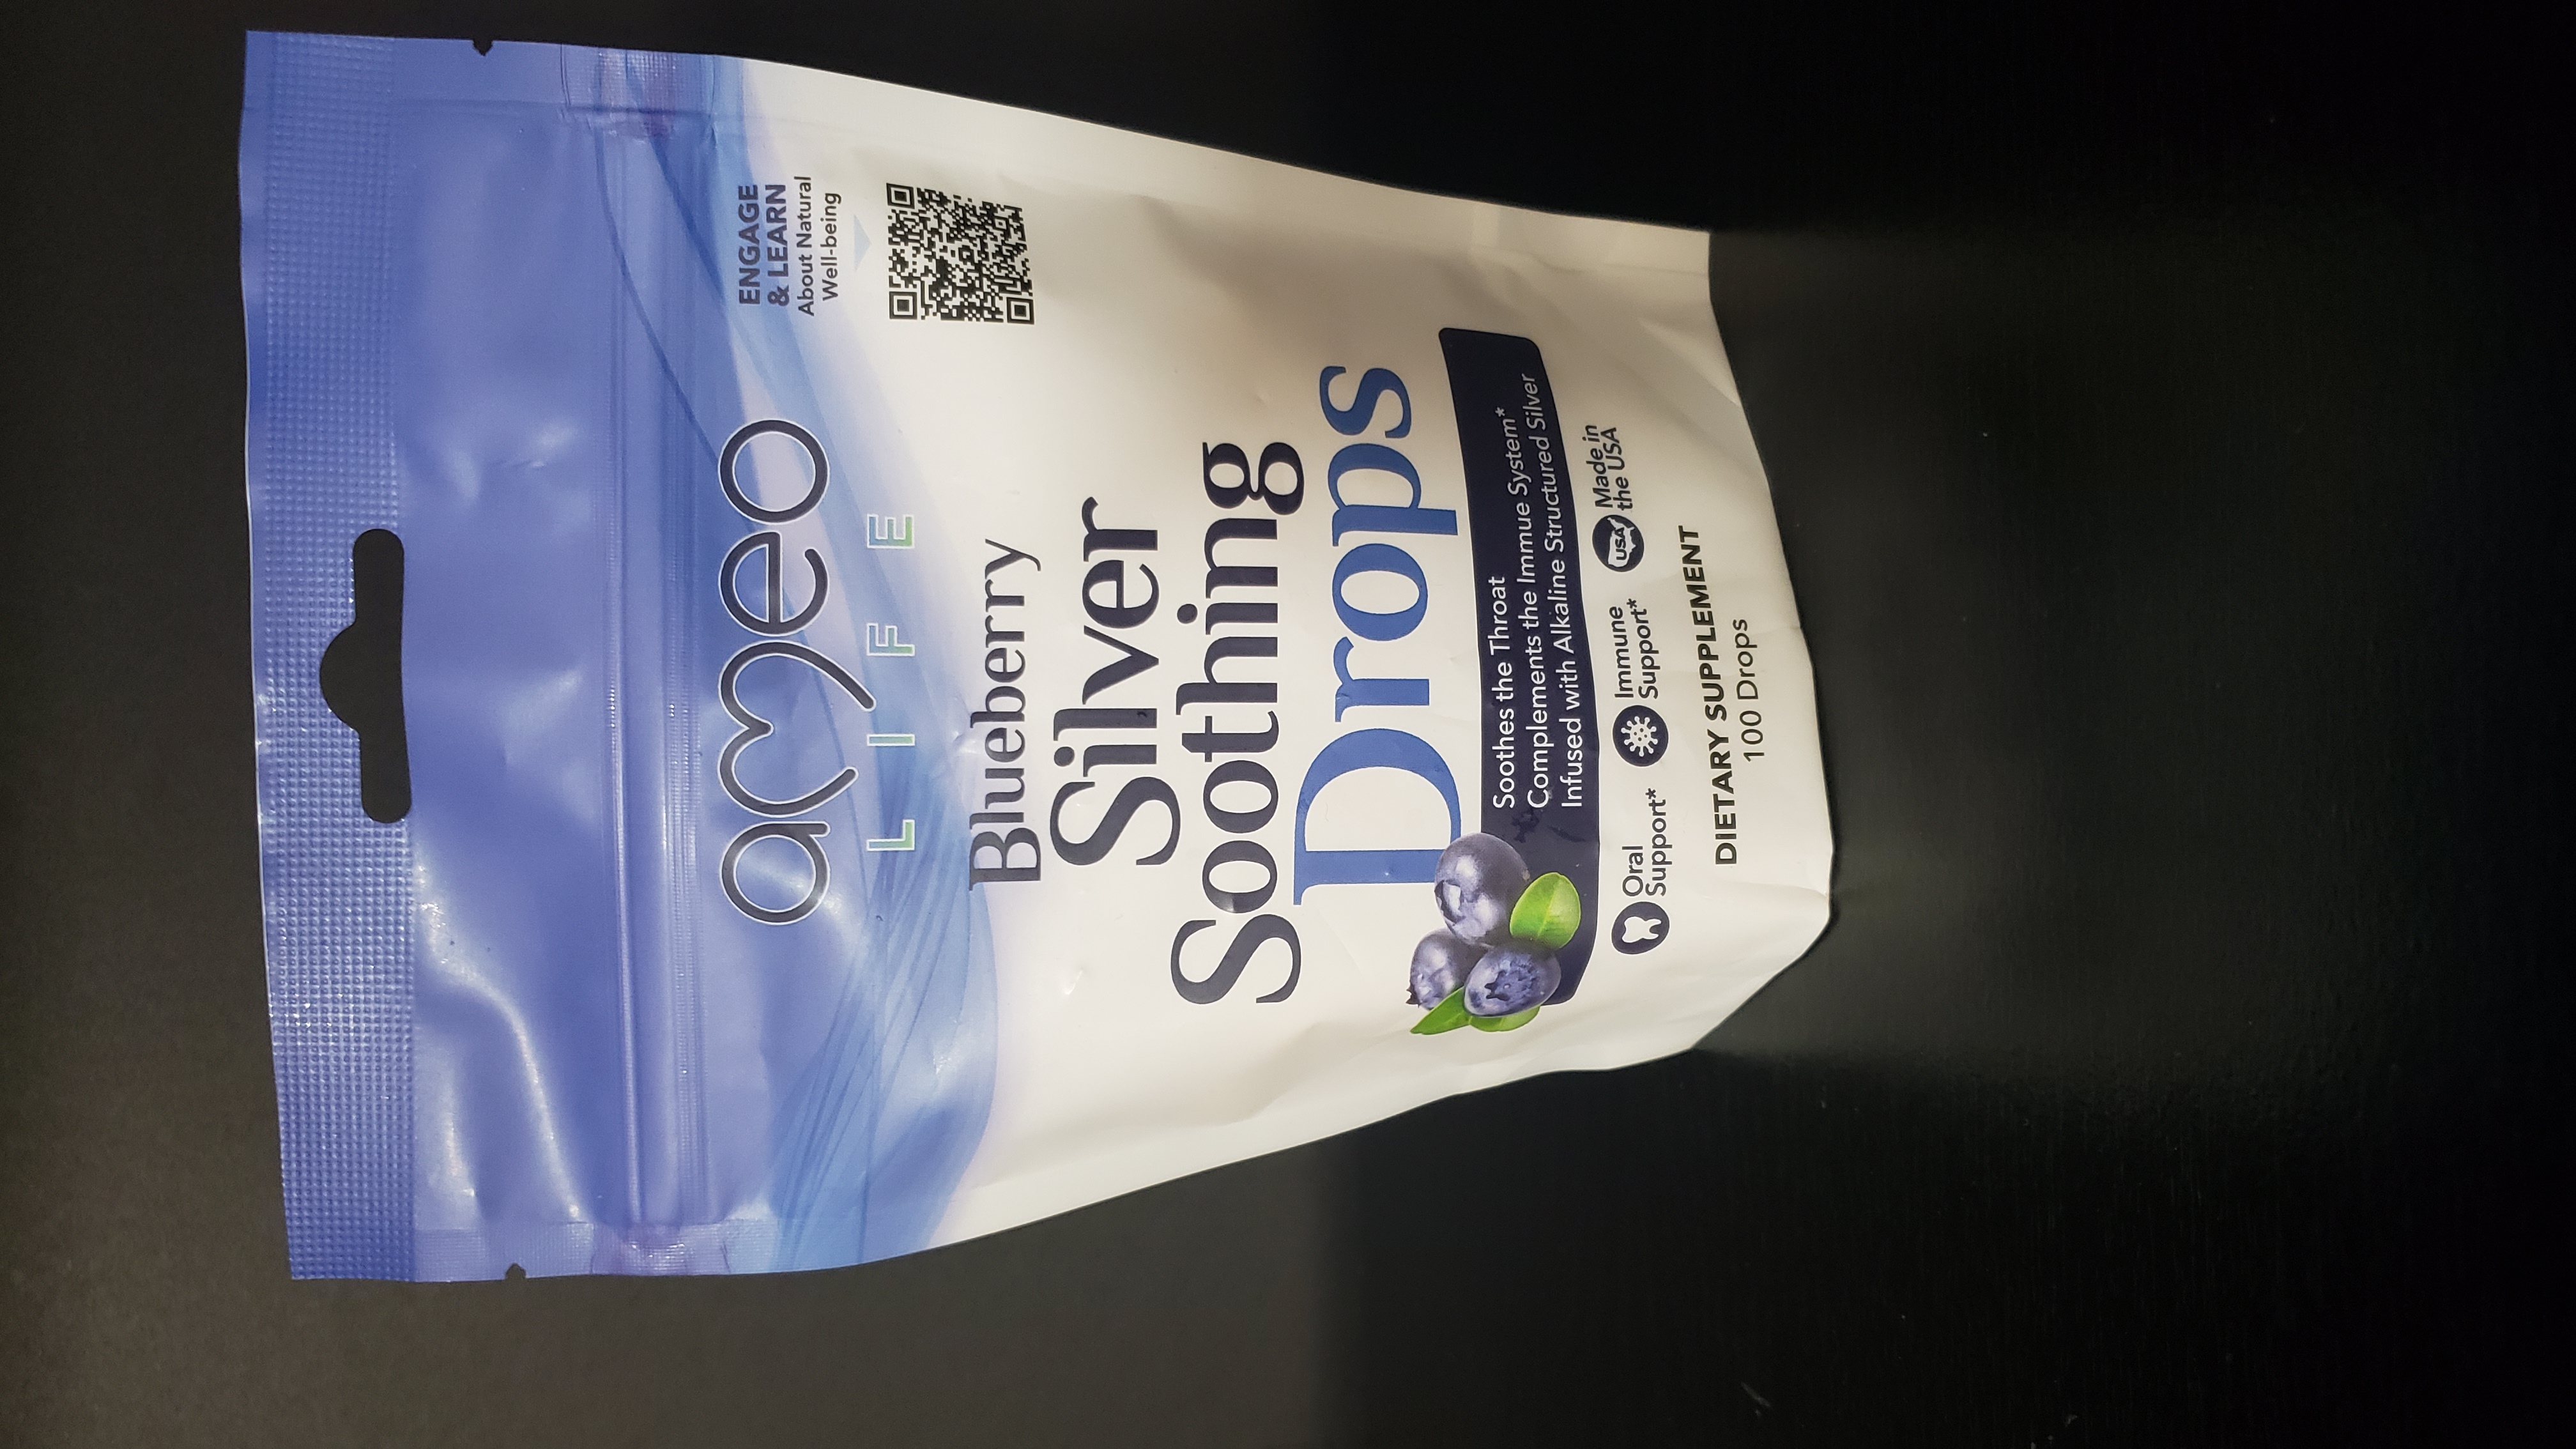 ENGAGE
& LEARN
About Natural
Well-being
ameo
LIFE
Blueberry
Silver
Soothing
Drops
Soothes the Throat
Complements the Immue System*
Infused with Alkaline Structured Silver
Oral
Support*
Immune
Support*
USA
Made in
the USA
DIETARY SUPPLEMENT
100 Drops